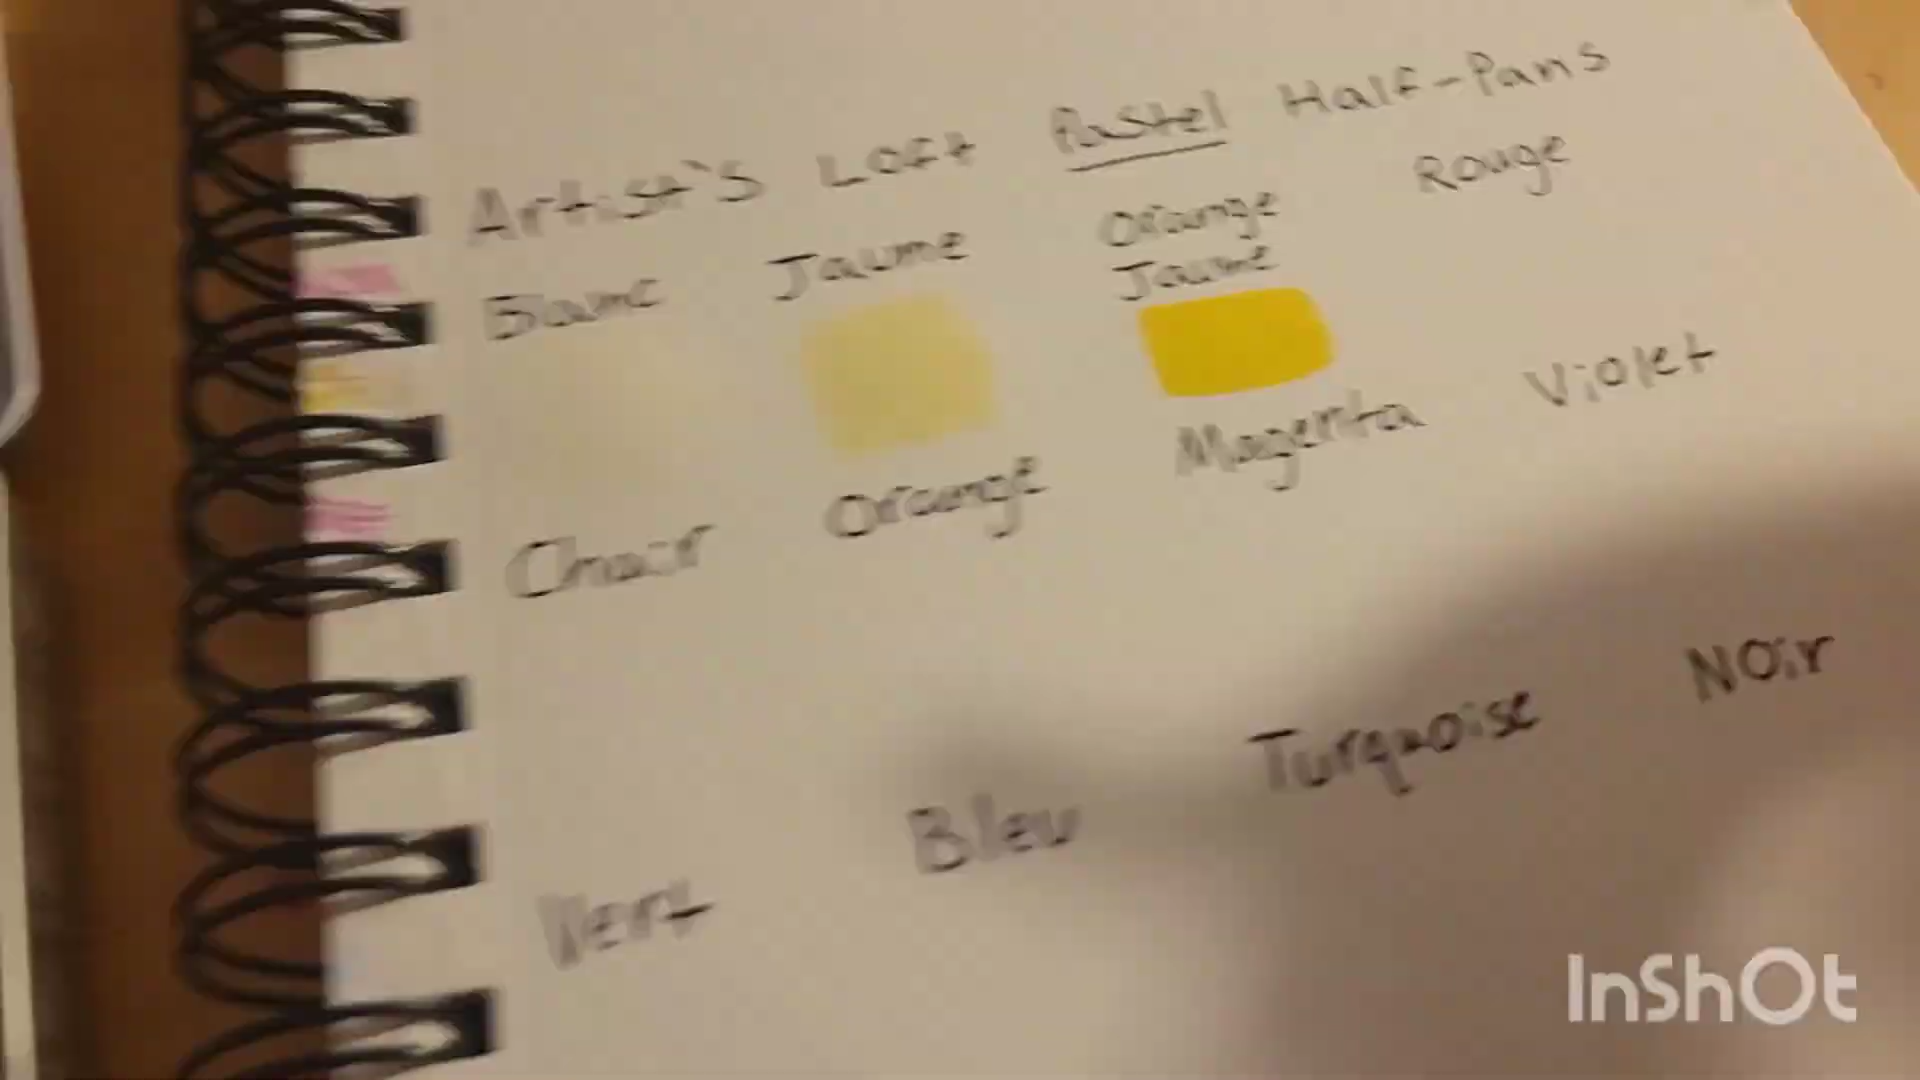 Artist's Loft Pastel Half-Pans
Blanc Jaune Orange Jaune Rouge
Chair Orange Magenta Violet
Vert Bleu Turquoise Noir
InShOt